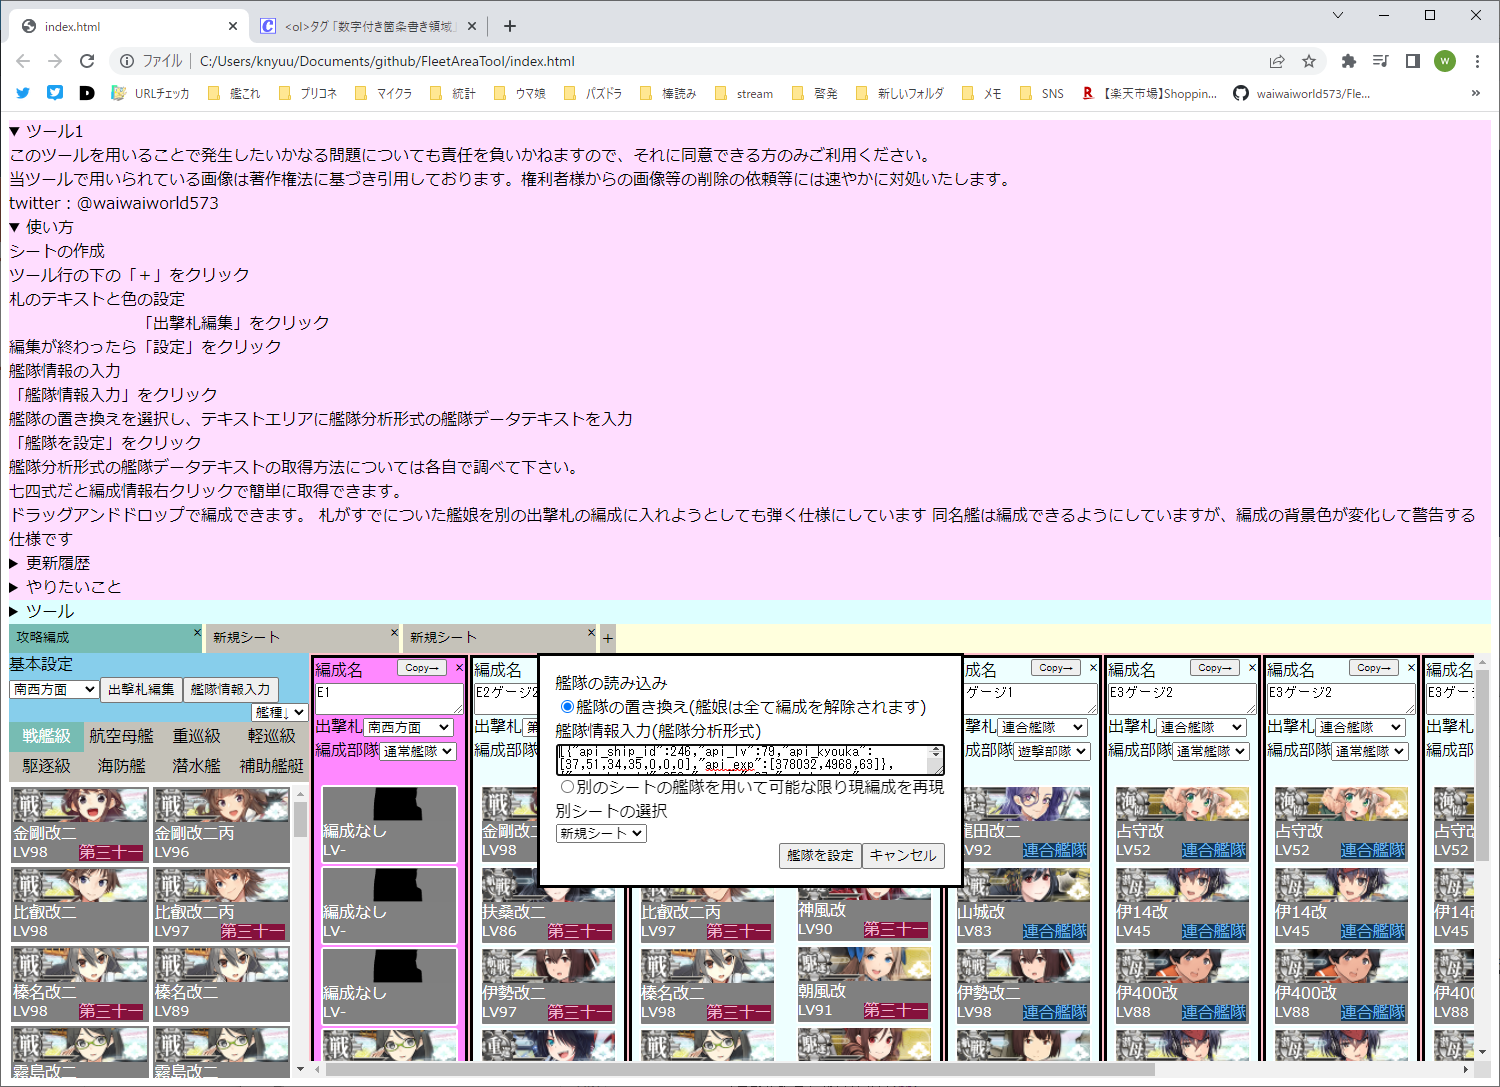 index.html
<ol>タグ「数字付き箇条書き領域」
ファイル
C:/Users/knyuu/Documents/github/FleetAreaTool/index.html
W
URLチェッカ
艦これ
プリコネ
マイクラ
統計
ウマ娘
パズドラ
棒読み
stream
啓発
新しいフォルダ
メモ
SNS
【楽天市場】Shoppin...
waiwaiworld573/Fle...
▼ ツール1
このツールを用いることで発生したいかなる問題についても責任を負いかねますので、それに同意できる方のみご利用ください。
当ツールで用いられている画像は著作権法に基づき引用しております。権利者様からの画像等の削除の依頼等には速やかに対処いたします。
twitter : @waiwaiworld573
▼ 使い方
シートの作成
ツール行の下の「＋」をクリック
札のテキストと色の設定
「出撃札編集」をクリック
編集が終わったら「設定」をクリック
艦隊情報の入力
「艦隊情報入力」をクリック
艦隊の置き換えを選択し、テキストエリアに艦隊分析形式の艦隊データテキストを入力
「艦隊を設定」をクリック
艦隊分析形式の艦隊データテキストの取得方法については各自で調べて下さい。
七四式だと編成情報右クリックで簡単に取得できます。
ドラッグアンドドロップで編成できます。 札がすでについた艦娘を別の出撃札の編成に入れようとしても弾く仕様にしています 同名艦は編成できるようにしていますが、編成の背景色が変化して警告する
仕様です
▶ 更新履歴
▶ やりたいこと
▶ ツール
攻略編成 ×
新規シート ×
新規シート ×
+
基本設定
南西方面 出撃札編集 艦隊情報入力
艦種↓
戦艦級 航空母艦 重巡級 軽巡級
駆逐級 海防艦 潜水艦 補助艦艇
金剛改二
LV98 第三十一
金剛改二丙
LV96
比叡改二
LV98
比叡改二丙
LV97 第三十一
榛名改二
LV98 第三十一
榛名改二
LV89
霧島改二
霧島改二
編成名 Copy→ ×
E1
出撃札 南西方面
編成部隊 通常艦隊
編成なし
LV-
編成なし
LV-
編成なし
LV-
編成名
E2ゲージ
出撃札 第
編成部隊
金剛改二
LV98
扶桑改二
LV86 第三十一
伊勢改二
LV97 第三十一
艦隊の読み込み
艦隊の置き換え(艦娘は全て編成を解除されます)
艦隊情報入力(艦隊分析形式)
[{"api_ship_id":246,"api_lv":79,"api_kyouka":
[37,51,34,35,0,0,0],"api_exp":[378032,4968,63]},
別のシートの艦隊を用いて可能な限り現編成を再現
別シートの選択
新規シート
艦隊を設定 キャンセル
比叡改二丙
LV97 第三十一
榛名改二
LV98 第三十一
神風改
LV90 第三十一
朝風改
LV91 第三十一
成名 Copy→ ×
ゲージ1
出撃札 連合艦隊
編成部隊 遊撃部隊
竜田改二
LV92 連合艦隊
山城改二
LV83 連合艦隊
伊勢改二
LV98 連合艦隊
編成名 Copy→ ×
E3ゲージ2
出撃札 連合艦隊
編成部隊 通常艦隊
占守改
LV52 連合艦隊
伊14改
LV45 連合艦隊
伊400改
LV88 連合艦隊
編成名 Copy→ ×
E3ゲージ2
出撃札 連合艦隊
編成部隊 通常艦隊
占守改
LV52 連合艦隊
伊14改
LV45 連合艦隊
伊400改
LV88 連合艦隊
編成名
E3ゲー
出撃札
編成部隊
占守改
LV52
伊14改
LV45
伊400
LV88